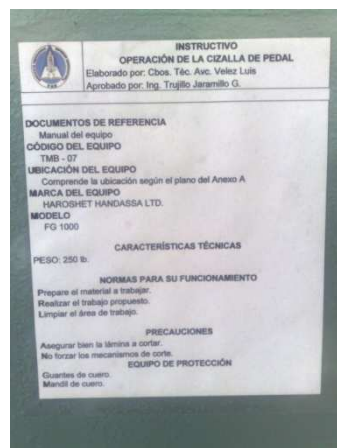 INSTRUCTIVO
OPERACIÓN DE LA CIZALLA DE PEDAL
Elaborado por: Cbos. Téc. Avc. Velez Luis
Aprobado por: Ing. Trujillo Jaramillo G.
DOCUMENTOS DE REFERENCIA
Manual del equipo
CÓDIGO DEL EQUIPO
TMB - 07
UBICACIÓN DEL EQUIPO
Comprende la ubicación según el plano del Anexo A
MARCA DEL EQUIPO
HAROSHET HANDASSA LTD.
MODELO
FG 1000
CARACTERÍSTICAS TÉCNICAS
PESO: 250 lb.
NORMAS PARA SU FUNCIONAMIENTO
Prepare el material a trabajar.
Realizar el trabajo propuesto.
Limpiar el área de trabajo.
PRECAUCIONES
Asegurar bien la lámina a cortar.
No forzar los mecanismos de corte.
EQUIPO DE PROTECCIÓN
Guantes de cuero.
Mandil de cuero.